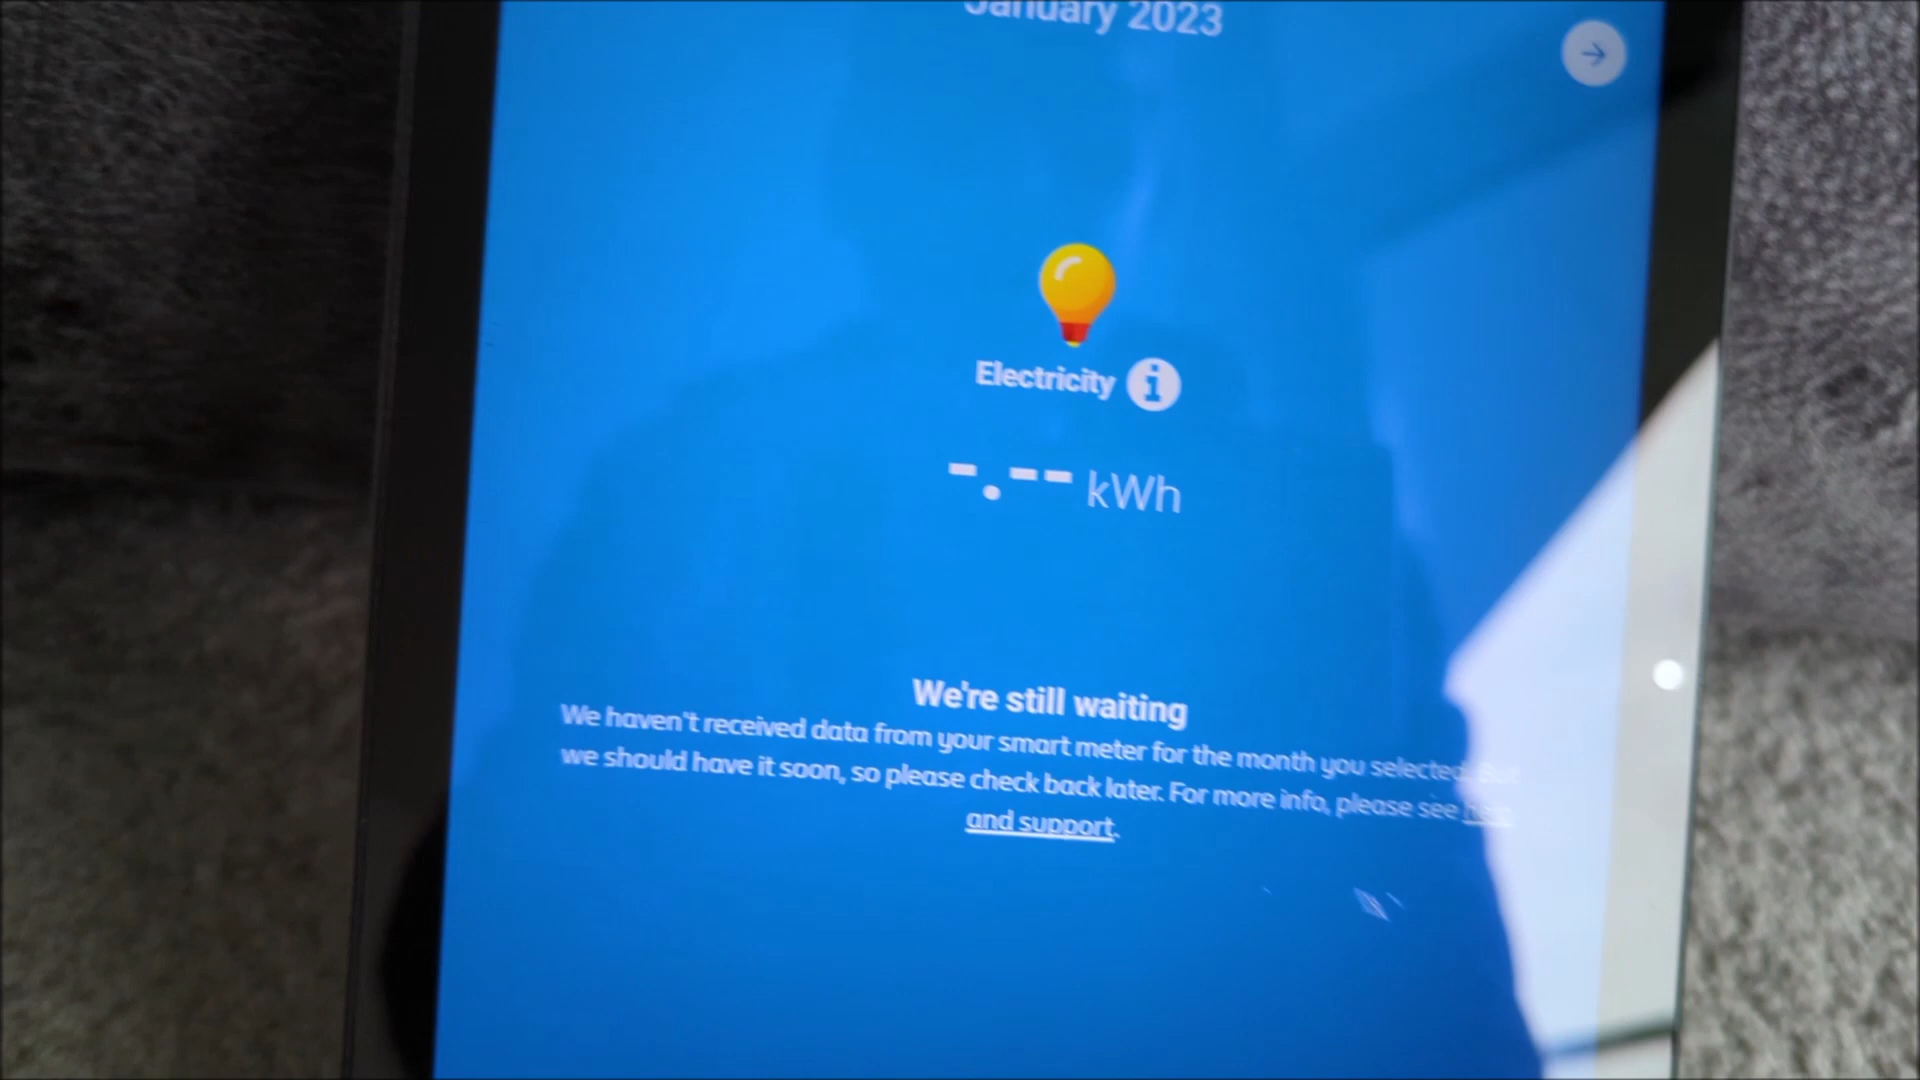 January 2023
Electricity i
-.-- kWh
We're still waiting
We haven't received data from your smart meter for the month you selected. But
we should have it soon, so please check back later. For more info, please see help
and support.